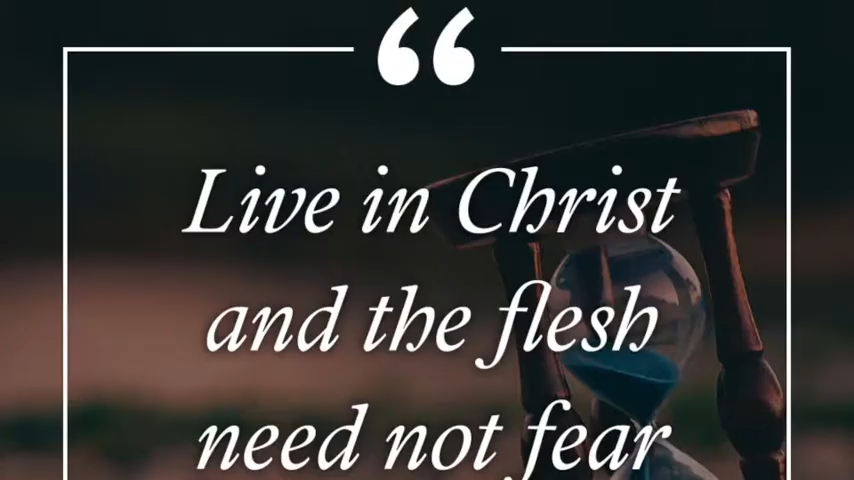 “
Live in Christ
and the flesh
need not fear